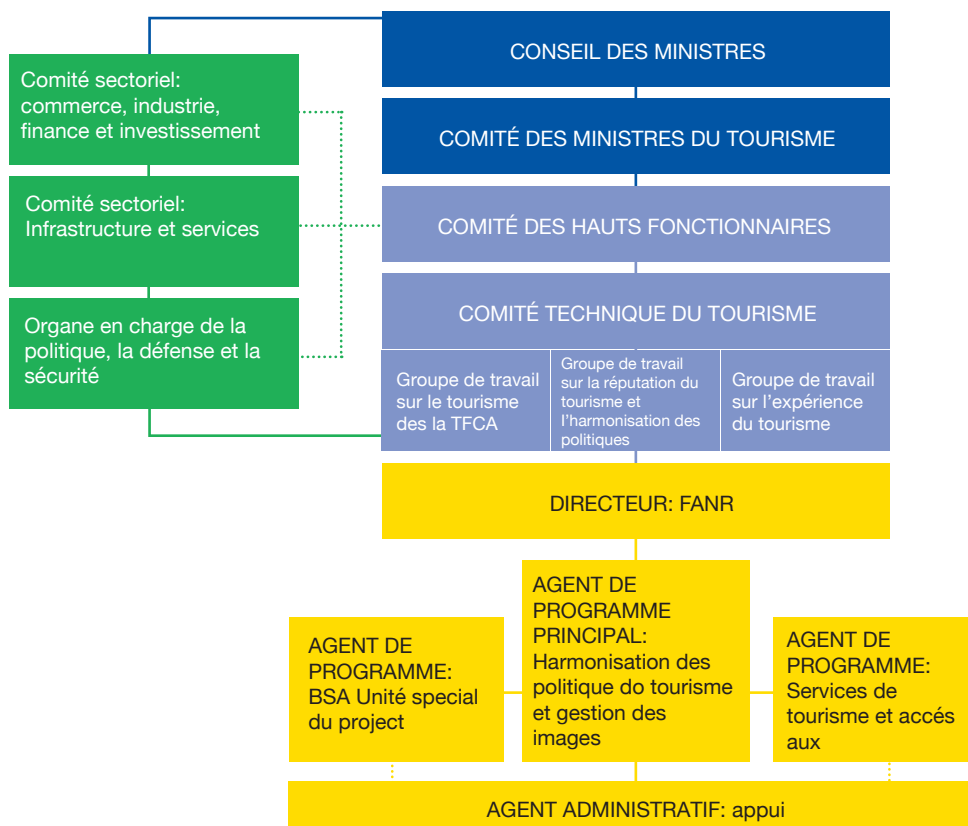 CONSEIL DES MINISTRES
Comité sectoriel:
commerce, industrie,
finance et investissement
COMITÉ DES MINISTRES DU TOURISME
Comité sectoriel:
Infrastructure et services
COMITÉ DES HAUTS FONCTIONNAIRES
COMITÉ TECHNIQUE DU TOURISME
Organe en charge de la
politique, la défense et la
sécurité
Groupe de travail
sur le tourisme
des la TFCA
Groupe de travail
sur la réputation du
tourisme et
l’harmonisation des
politiques
Groupe de travail
sur l’expérience
du tourisme
DIRECTEUR: FANR
AGENT DE
PROGRAMME
PRINCIPAL:
Harmonisation des
politique do tourisme
et gestion des
images
AGENT DE
PROGRAMME:
BSA Unité special
du project
AGENT DE
PROGRAMME:
Services de
tourisme et accés
aux
AGENT ADMINISTRATIF: appui